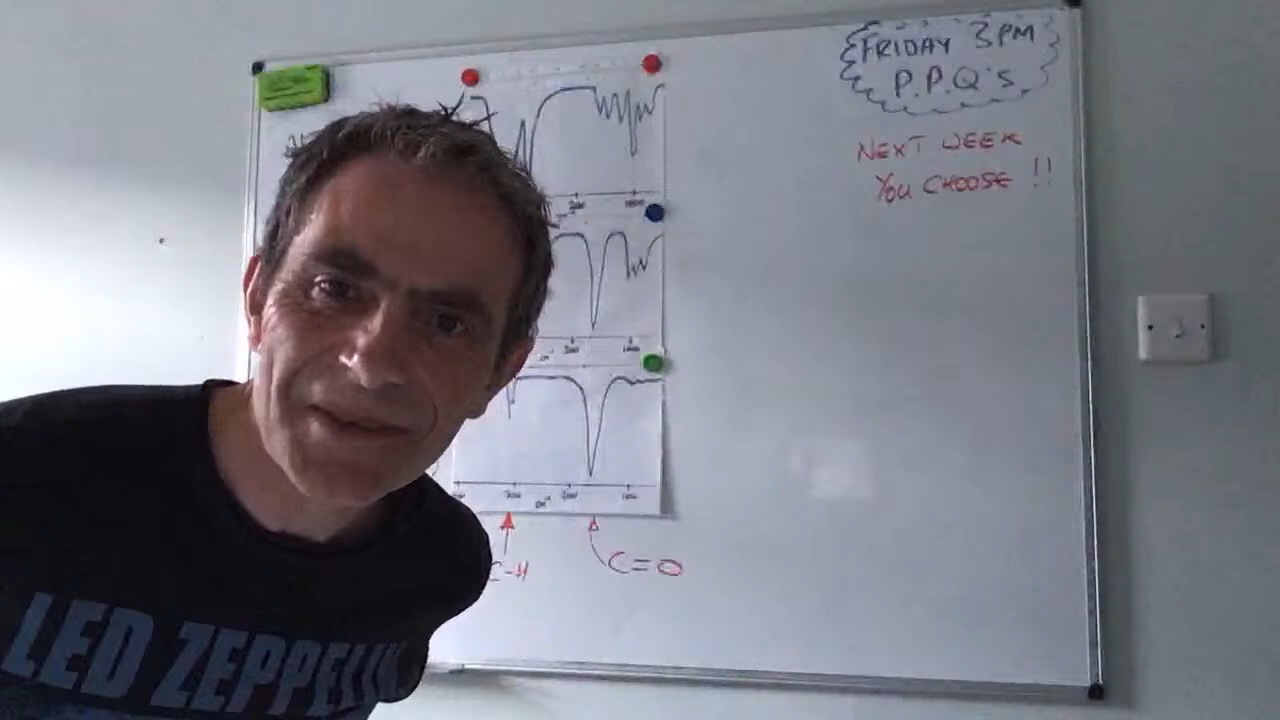 FRIDAY 3PM
P.P.Q's
NEXT WEEK
YOU CHOOSE !!
C-H
C=O
LED ZEPPELIN